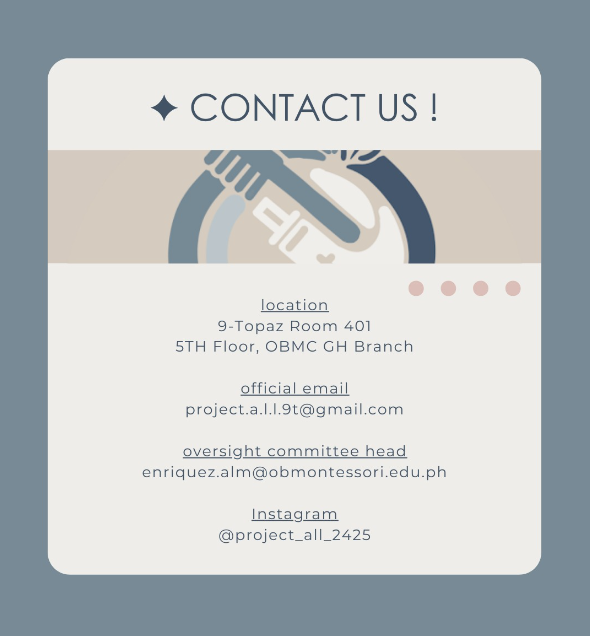 CONTACT US !
location
9-Topaz Room 401
5TH Floor, OBMC GH Branch
official email
project.a.l.l.9t@gmail.com
oversight committee head
enriquez.alm@obmontessori.edu.ph
Instagram
@project_all_2425